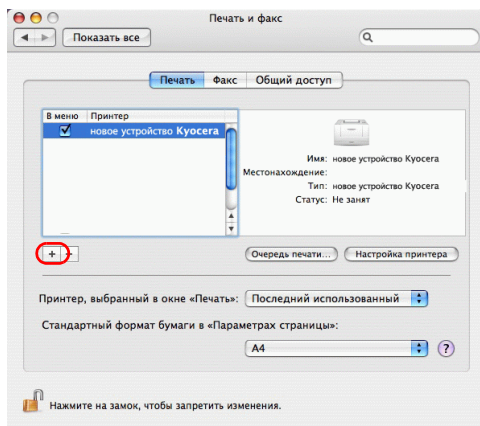 Печать и факс
Показать все
Печать Факс Общий доступ
В меню Принтер
новое устройство Kyocera
Имя: новое устройство Kyocera
Местонахождение:
Тип: новое устройство Kyocera
Статус: Не занят
+
Очередь печати... Настройка принтера
Принтер, выбранный в окне «Печать»: Последний использованный
Стандартный формат бумаги в «Параметрах страницы»:
A4 ?
Нажмите на замок, чтобы запретить изменения.